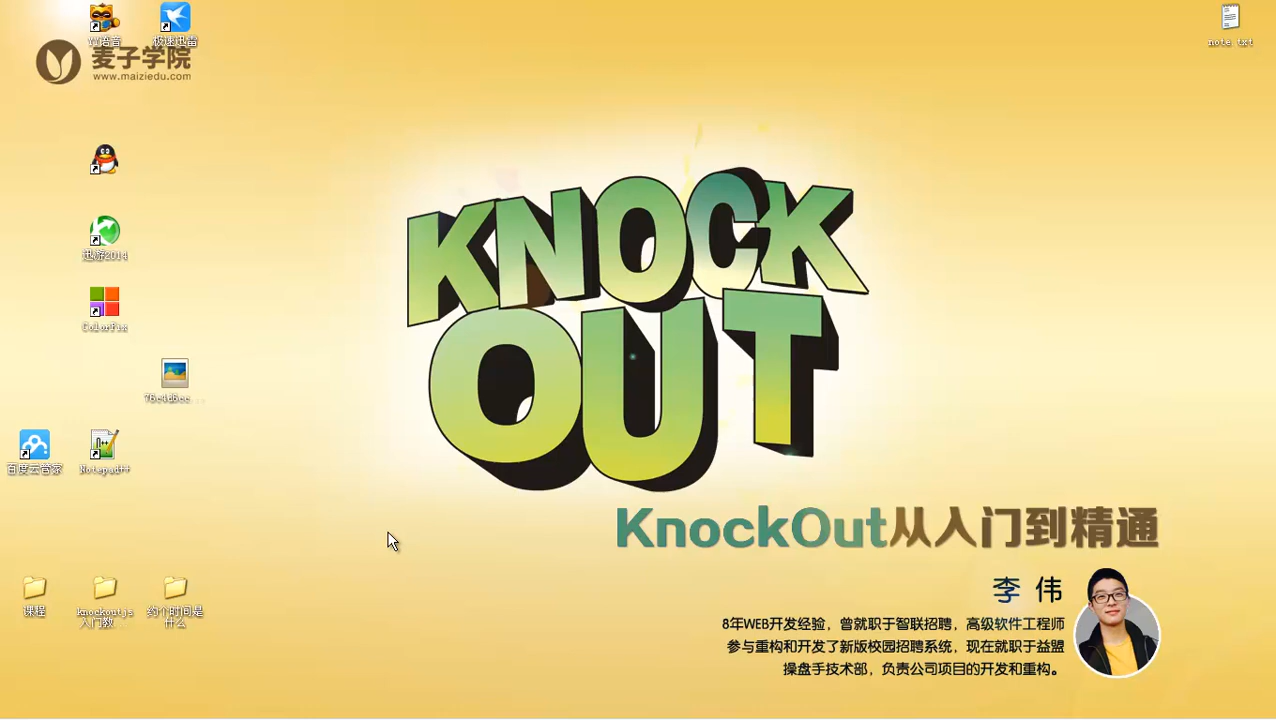 YY语音
极速迅雷
note.txt
麦子学院
www.maiziedu.com
迅游2014
ColorPix
百度云管家
Notepad++
KNOCK
OUT
KnockOut从入门到精通
李 伟
8年WEB开发经验，曾就职于智联招聘，高级软件工程师
参与重构和开发了新版校园招聘系统，现在就职于益盟
操盘手技术部，负责公司项目的开发和重构。
课程
knockoutjs
入门教...
约个时间是
什么